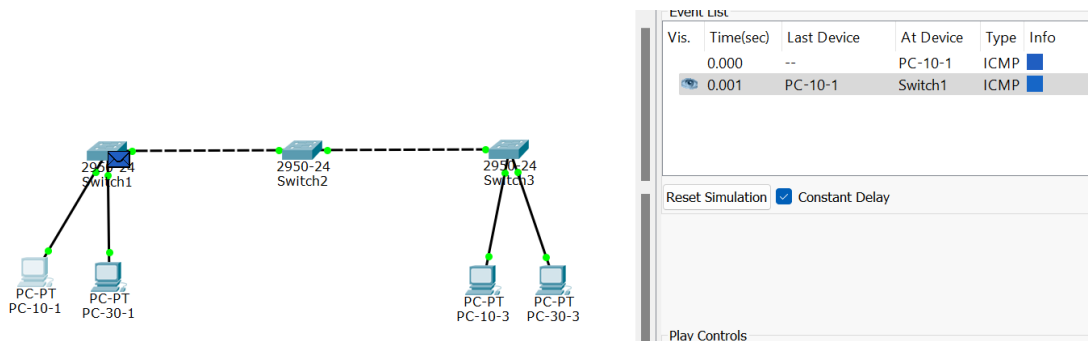 Event List
Vis. Time(sec) Last Device At Device Type Info
0.000 -- PC-10-1 ICMP
0.001 PC-10-1 Switch1 ICMP
Reset Simulation Constant Delay
Play Controls
2950-24
Switch1
2950-24
Switch2
2950-24
Switch3
PC-PT
PC-10-1
PC-PT
PC-30-1
PC-PT
PC-10-3
PC-PT
PC-30-3